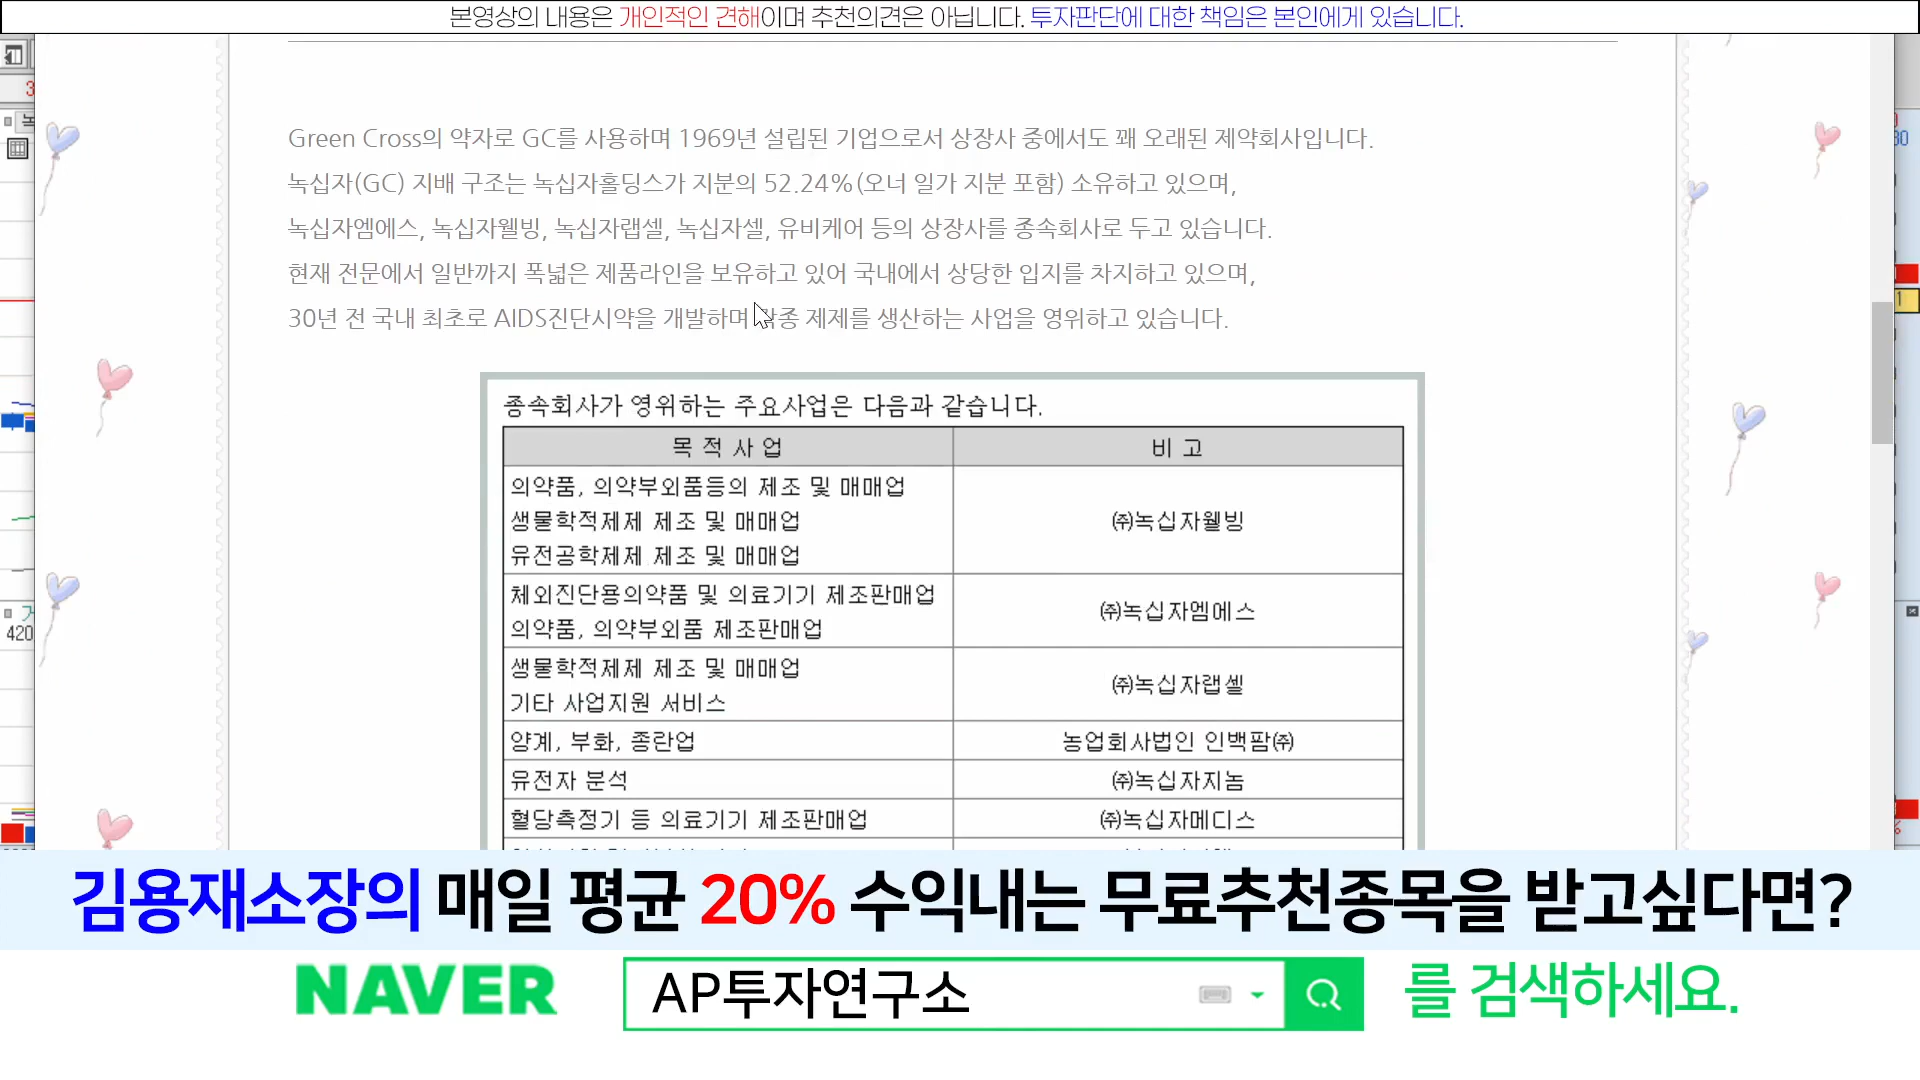 본영상의 내용은 개인적인 견해이며 추천의견은 아닙니다. 투자판단에 대한 책임은 본인에게 있습니다.
Green Cross의 약자로 GC를 사용하며 1969년 설립된 기업으로서 상장사 중에서도 꽤 오래된 제약회사입니다.
녹십자(GC) 지배 구조는 녹십자홀딩스가 지분의 52.24%(오너 일가 지분 포함) 소유하고 있으며,
녹십자엠에스, 녹십자웰빙, 녹십자랩셀, 녹십자셀, 유비케어 등의 상장사를 종속회사로 두고 있습니다.
현재 전문에서 일반까지 폭넓은 제품라인을 보유하고 있어 국내에서 상당한 입지를 차지하고 있으며,
30년 전 국내 최초로 AIDS진단시약을 개발하며 각종 제제를 생산하는 사업을 영위하고 있습니다.
종속회사가 영위하는 주요사업은 다음과 같습니다.
목 적 사 업
비 고
의약품, 의약부외품등의 제조 및 매매업
생물학적제제 제조 및 매매업
유전공학제제 제조 및 매매업
㈜녹십자웰빙
체외진단용의약품 및 의료기기 제조판매업
의약품, 의약부외품 제조판매업
㈜녹십자엠에스
생물학적제제 제조 및 매매업
기타 사업지원 서비스
㈜녹십자랩셀
양계, 부화, 종란업
농업회사법인 인백팜㈜
유전자 분석
㈜녹십자지놈
혈당측정기 등 의료기기 제조판매업
㈜녹십자메디스
420
김용재소장의 매일 평균 20% 수익내는 무료추천종목을 받고싶다면?
NAVER AP투자연구소 를 검색하세요.